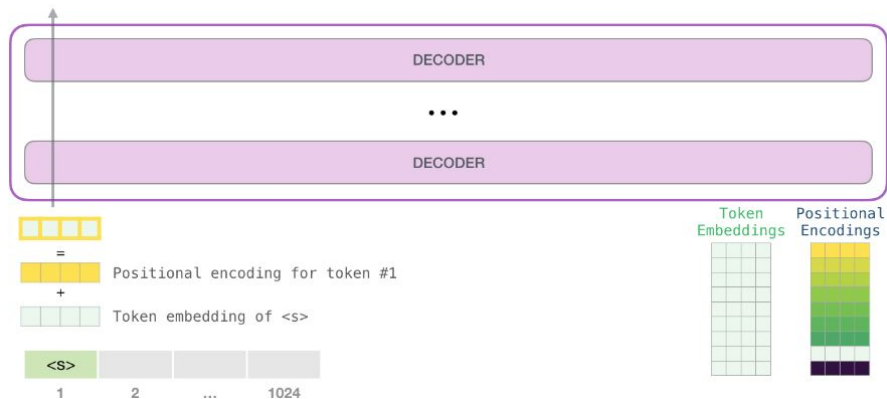 DECODER
...
DECODER
Token Embeddings
Positional Encodings
=
Positional encoding for token #1
+
Token embedding of <s>
<s>
1 2 ... 1024